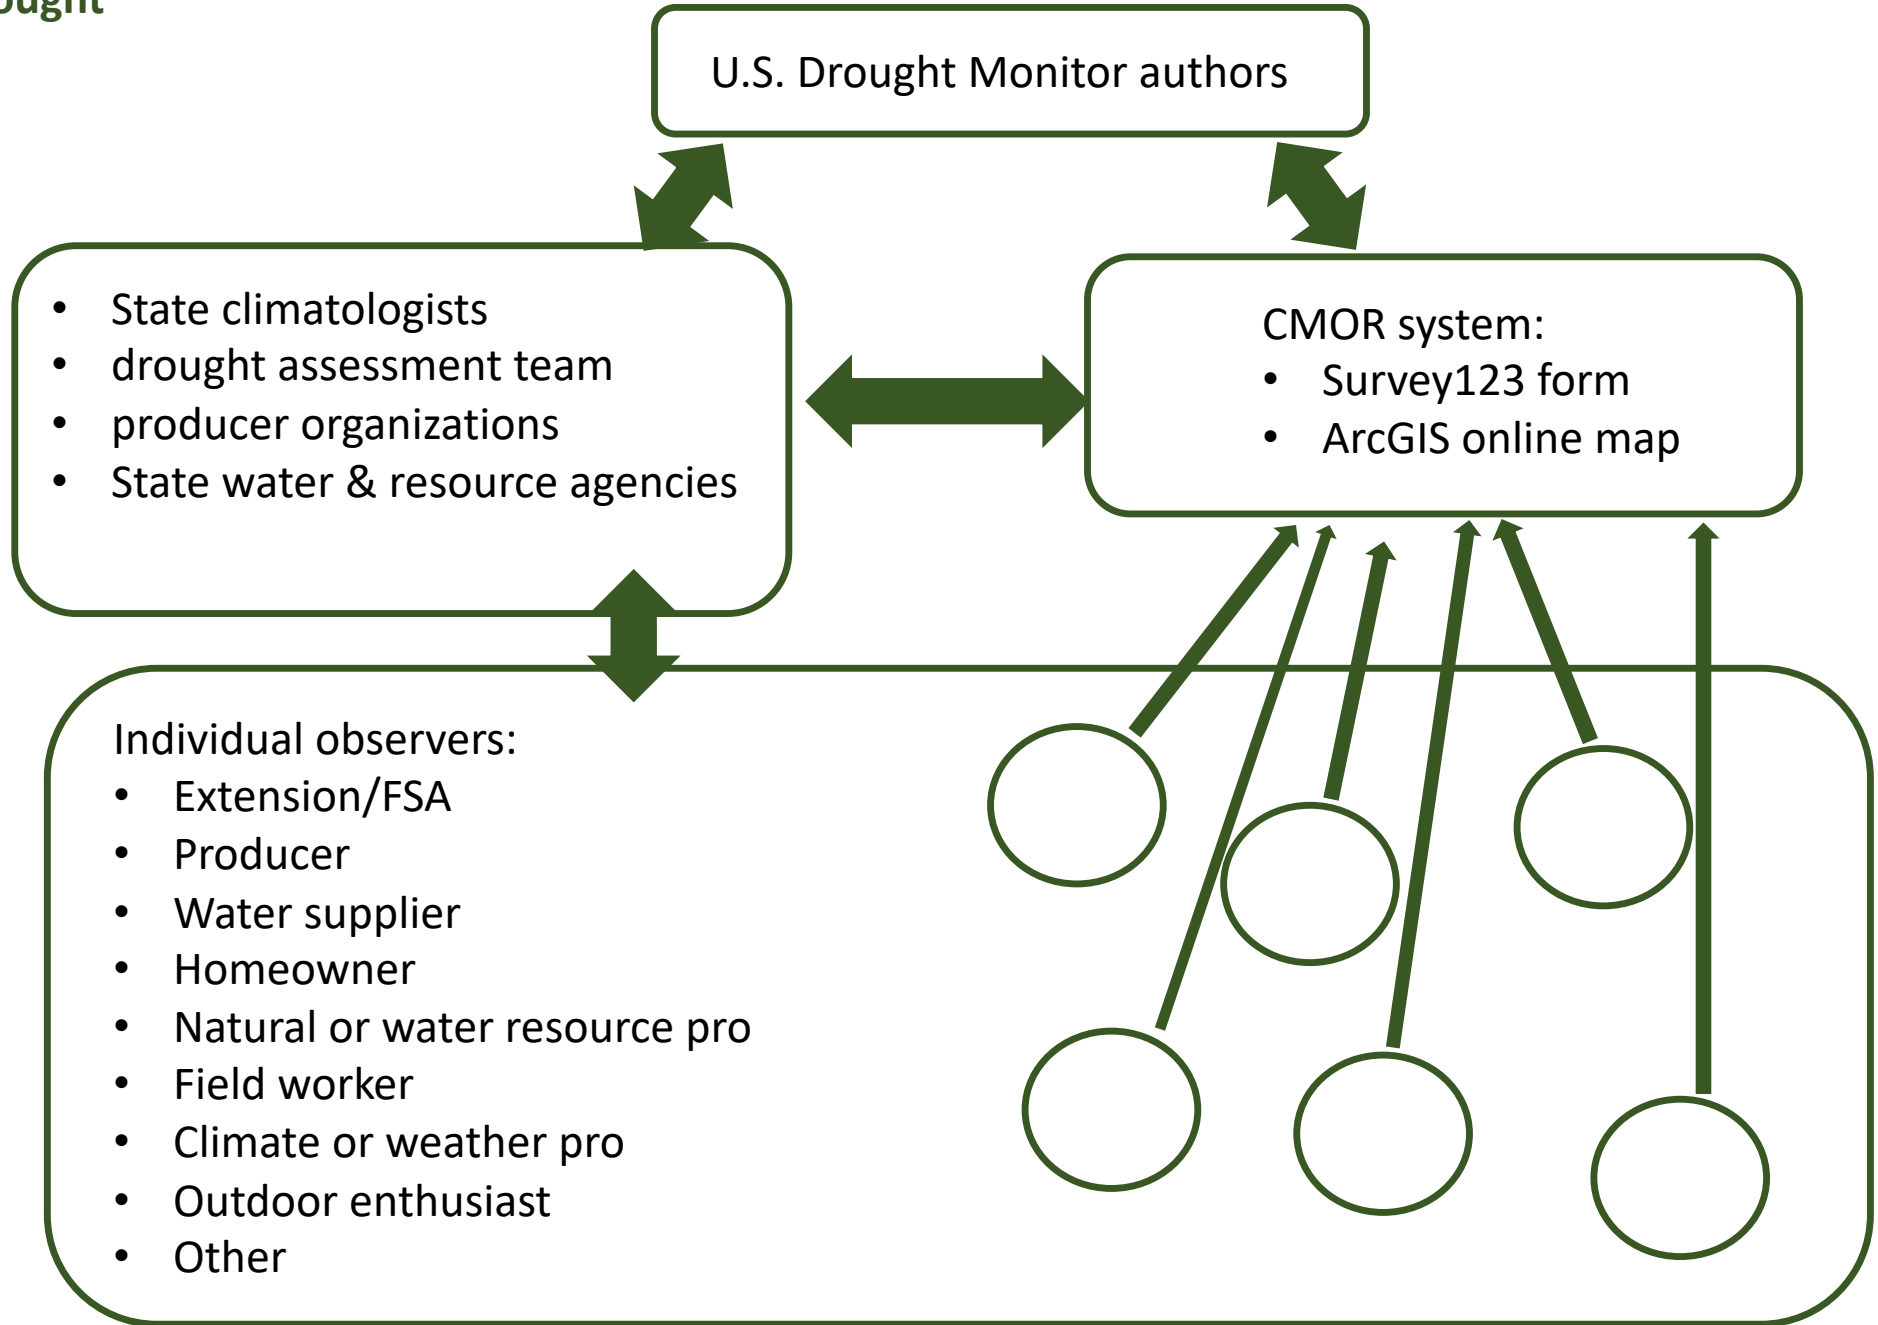 U.S. Drought Monitor authors
• State climatologists
• drought assessment team
• producer organizations
• State water & resource agencies
CMOR system:
• Survey123 form
• ArcGIS online map
Individual observers:
• Extension/FSA
• Producer
• Water supplier
• Homeowner
• Natural or water resource pro
• Field worker
• Climate or weather pro
• Outdoor enthusiast
• Other